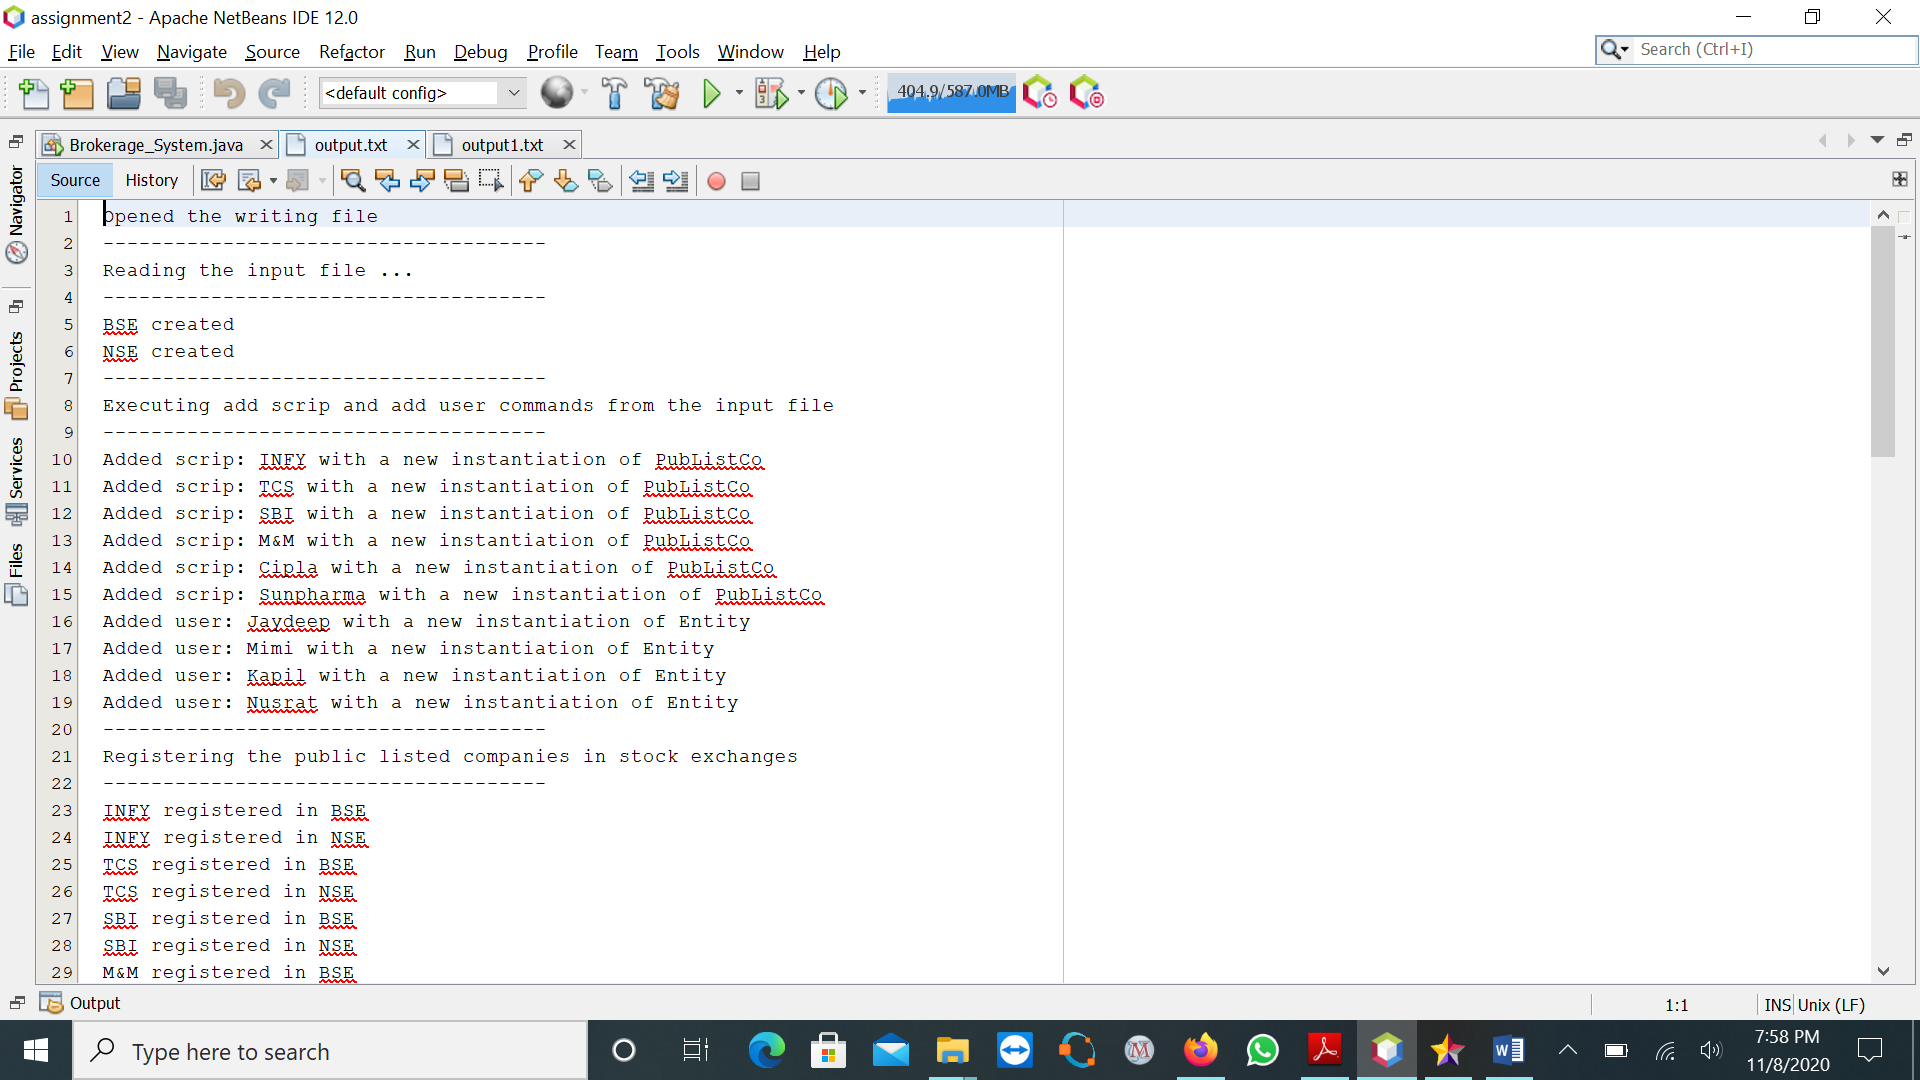 assignment2 - Apache NetBeans IDE 12.0
File Edit View Navigate Source Refactor Run Debug Profile Team Tools Window Help
Search (Ctrl+I)
<default config>
404.9/587.0MB
Brokerage_System.java
output.txt
output1.txt
Source
History
Navigator
Projects
Services
Files
1 Opened the writing file
2 -------------------------------------
3 Reading the input file ...
4 -------------------------------------
5 BSE created
6 NSE created
7 -------------------------------------
8 Executing add scrip and add user commands from the input file
9 -------------------------------------
10 Added scrip: INFY with a new instantiation of PubListCo
11 Added scrip: TCS with a new instantiation of PubListCo
12 Added scrip: SBI with a new instantiation of PubListCo
13 Added scrip: M&M with a new instantiation of PubListCo
14 Added scrip: Cipla with a new instantiation of PubListCo
15 Added scrip: Sunpharma with a new instantiation of PubListCo
16 Added user: Jaydeep with a new instantiation of Entity
17 Added user: Mimi with a new instantiation of Entity
18 Added user: Kapil with a new instantiation of Entity
19 Added user: Nusrat with a new instantiation of Entity
20 -------------------------------------
21 Registering the public listed companies in stock exchanges
22 -------------------------------------
23 INFY registered in BSE
24 INFY registered in NSE
25 TCS registered in BSE
26 TCS registered in NSE
27 SBI registered in BSE
28 SBI registered in NSE
29 M&M registered in BSE
Output
1:1
INS
Unix (LF)
Type here to search
7:58 PM
11/8/2020